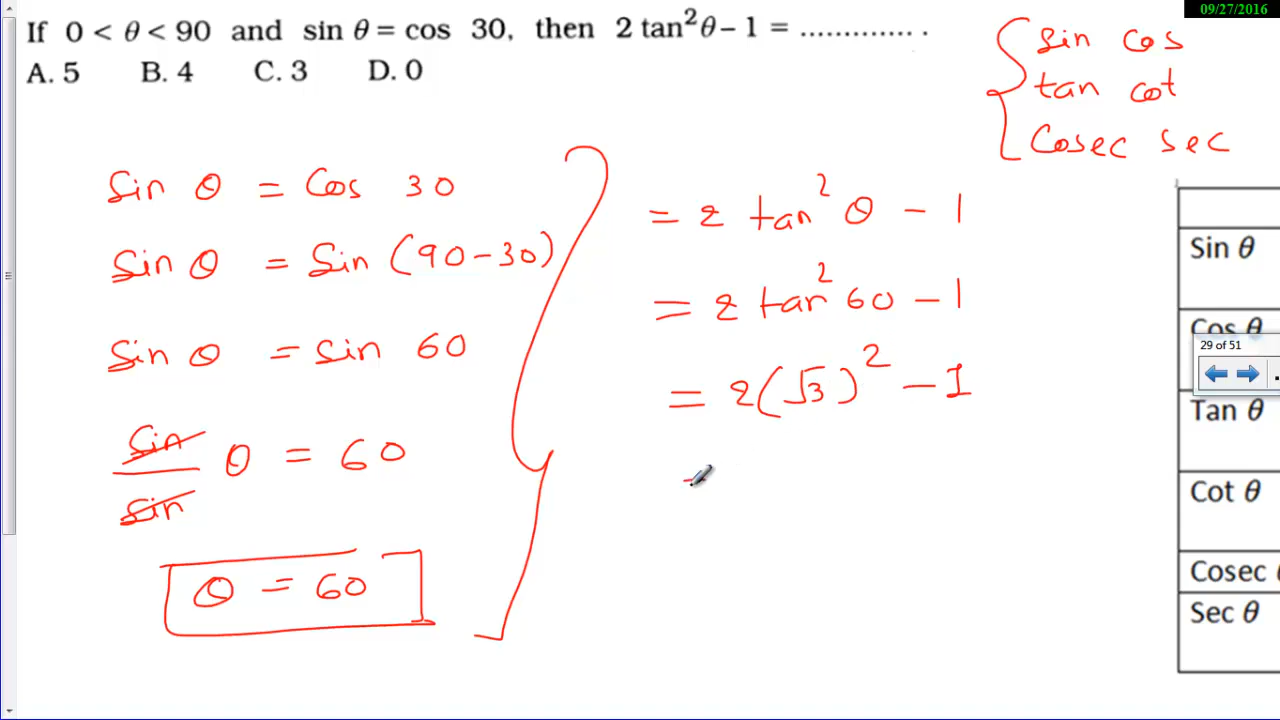 09/27/2016
If 0 < θ < 90 and sin θ = cos 30, then 2 tan²θ – 1 = ..............
A. 5 B. 4 C. 3 D. 0
sin cos
tan cot
Cosec sec
Sin θ = Cos 30
Sin θ = Sin (90-30)
Sin θ = Sin 60
Sin/Sin θ = 60
θ = 60
= 2 tan² θ - 1
= 2 tan² 60 - 1
= 2(√3)² - 1
Sin θ
Cos θ
29 of 51
Tan θ
Cot θ
Cosec
Sec θ